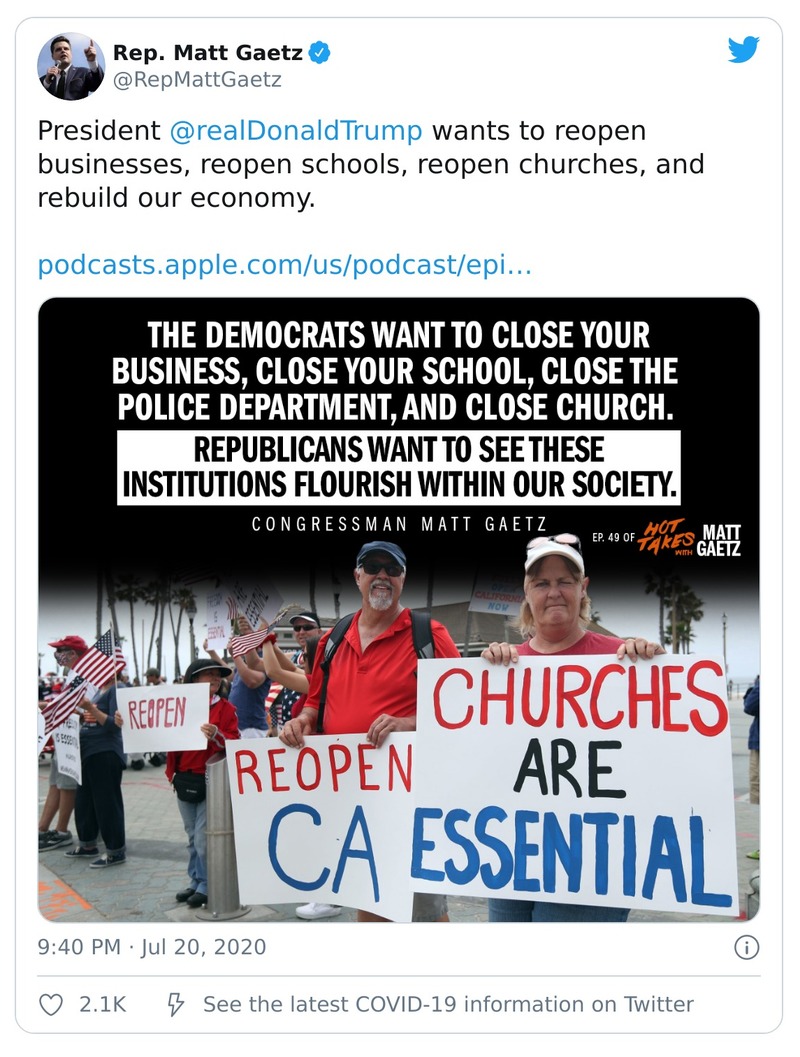 Rep. Matt Gaetz
@RepMattGaetz
President @realDonaldTrump wants to reopen
businesses, reopen schools, reopen churches, and
rebuild our economy.
podcasts.apple.com/us/podcast/epi…
THE DEMOCRATS WANT TO CLOSE YOUR
BUSINESS, CLOSE YOUR SCHOOL, CLOSE THE
POLICE DEPARTMENT, AND CLOSE CHURCH.
REPUBLICANS WANT TO SEE THESE
INSTITUTIONS FLOURISH WITHIN OUR SOCIETY.
CONGRESSMAN MATT GAETZ
EP. 49 OF HOT TAKES WITH MATT GAETZ
CALIFORNIA
NOW
REOPEN
REOPEN
CA
CHURCHES
ARE
ESSENTIAL
9:40 PM · Jul 20, 2020
2.1K
See the latest COVID-19 information on Twitter